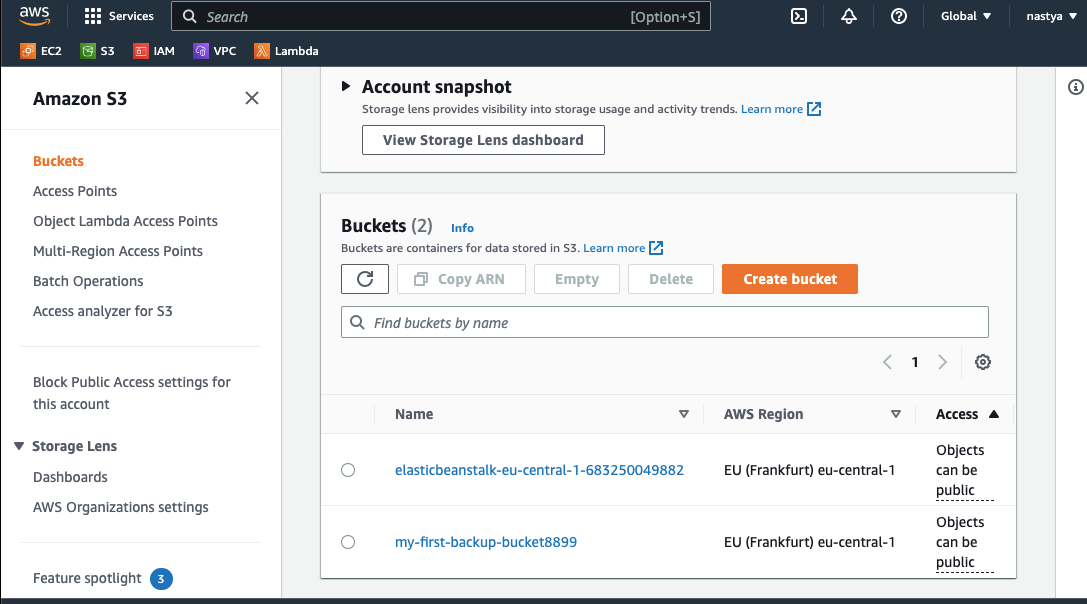 aws
Services
Search
[Option+S]
Global
nastya
EC2
S3
IAM
VPC
Lambda
Amazon S3
Buckets
Access Points
Object Lambda Access Points
Multi-Region Access Points
Batch Operations
Access analyzer for S3
Block Public Access settings for
this account
Storage Lens
Dashboards
AWS Organizations settings
Feature spotlight 3
Account snapshot
Storage lens provides visibility into storage usage and activity trends. Learn more
View Storage Lens dashboard
Buckets (2) Info
Buckets are containers for data stored in S3. Learn more
Copy ARN
Empty
Delete
Create bucket
Find buckets by name
1
Name
AWS Region
Access
elasticbeanstalk-eu-central-1-683250049882
EU (Frankfurt) eu-central-1
Objects
can be
public
my-first-backup-bucket8899
EU (Frankfurt) eu-central-1
Objects
can be
public